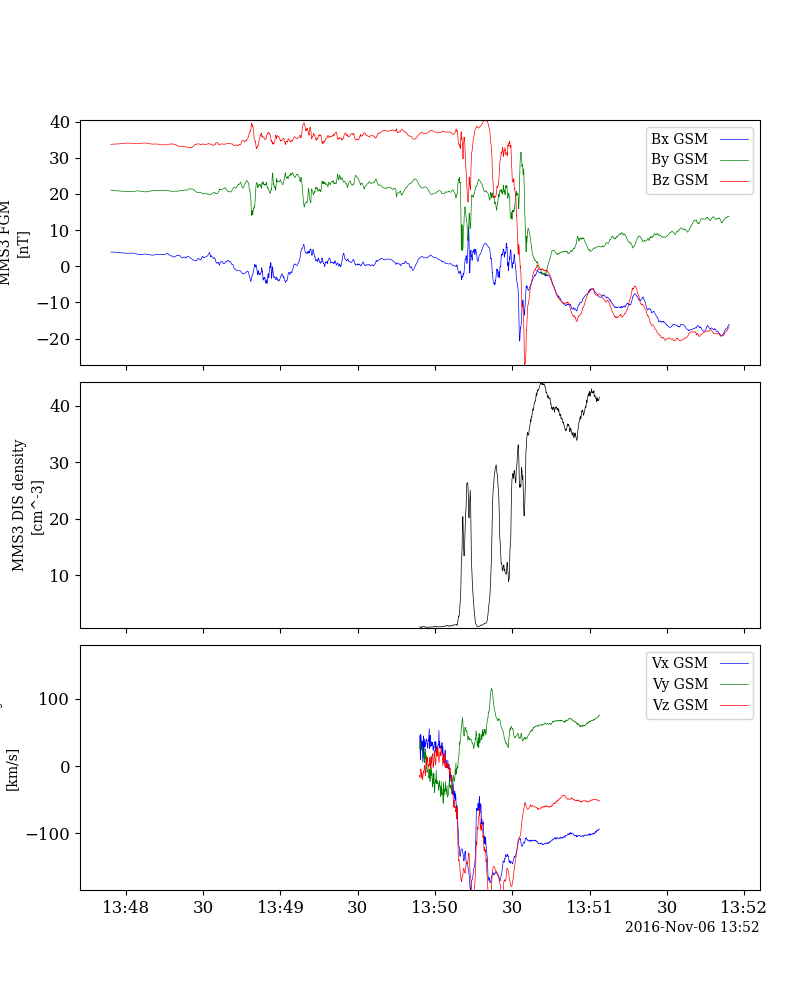 40
30
20
10
0
−10
−20
MMS3 FGM
[nT]
Bx GSM
By GSM
Bz GSM
40
30
20
10
MMS3 DIS density
[cm^-3]
100
0
−100
[km/s]
Vx GSM
Vy GSM
Vz GSM
13:48 30 13:49 30 13:50 30 13:51 30 13:52
2016-Nov-06 13:52